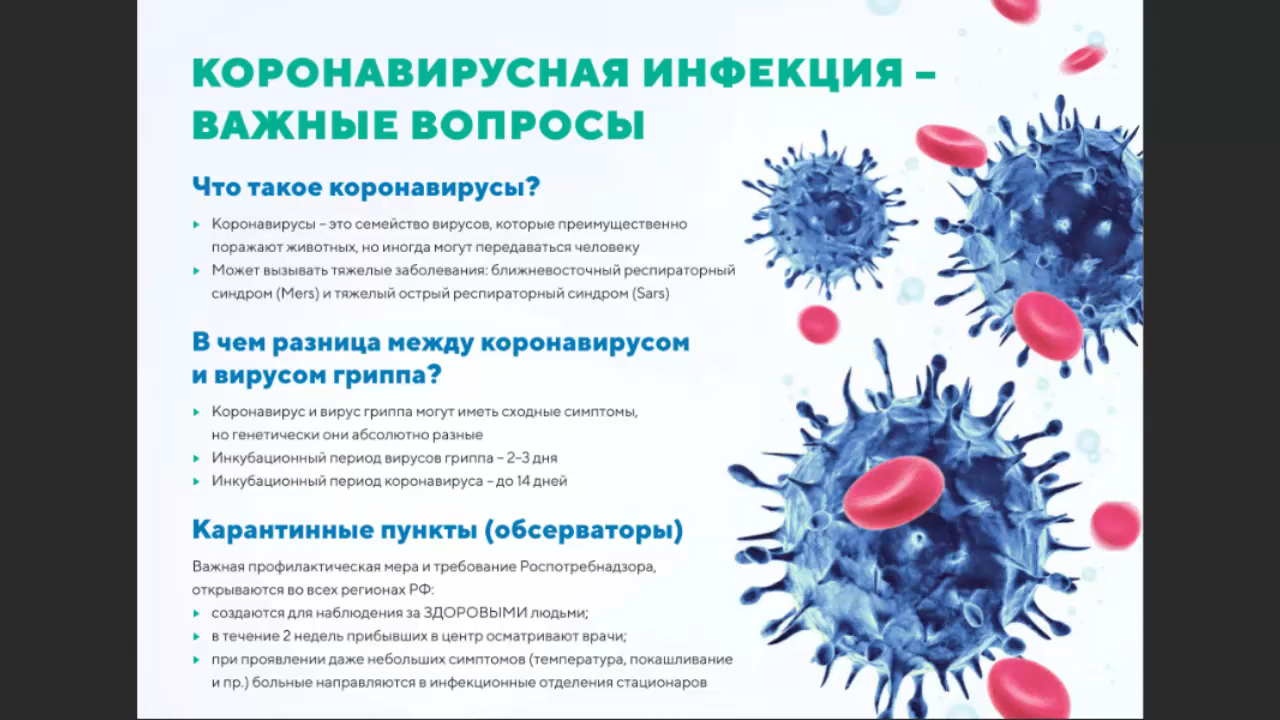 КОРОНАВИРУСНАЯ ИНФЕКЦИЯ –
ВАЖНЫЕ ВОПРОСЫ
Что такое коронавирусы?
Коронавирусы – это семейство вирусов, которые преимущественно
поражают животных, но иногда могут передаваться человеку
Может вызывать тяжелые заболевания: ближневосточный респираторный
синдром (Mers) и тяжелый острый респираторный синдром (Sars)
В чем разница между коронавирусом
и вирусом гриппа?
Коронавирус и вирус гриппа могут иметь сходные симптомы,
но генетически они абсолютно разные
Инкубационный период вирусов гриппа – 2–3 дня
Инкубационный период коронавируса – до 14 дней
Карантинные пункты (обсерваторы)
Важная профилактическая мера и требование Роспотребнадзора,
открываются во всех регионах РФ:
создаются для наблюдения за ЗДОРОВЫМИ людьми;
в течение 2 недель прибывших в центр осматривают врачи;
при проявлении даже небольших симптомов (температура, покашливание
и пр.) больные направляются в инфекционные отделения стационаров